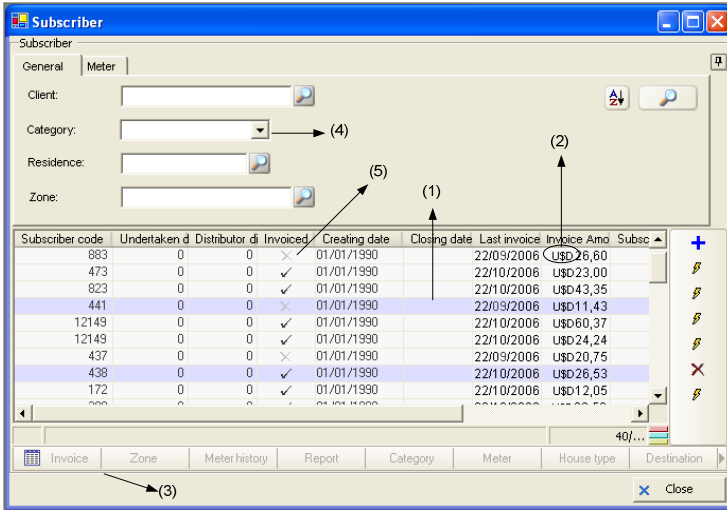 Subscriber
Subscriber
General Meter
Client:
Category:
(4)
(2)
Residence:
(5)
(1)
Zone:
Subscriber code Undertaken d Distributor di Invoiced Creating date Closing date Last invoice Invoice Amo Subsc
883 0 0 01/01/1990 22/09/2006 U$D26,60
473 0 0 01/01/1990 22/10/2006 U$D23,00
823 0 0 01/01/1990 22/10/2006 U$D43,35
441 0 0 01/01/1990 22/09/2006 U$D11,43
12149 0 0 01/01/1990 22/10/2006 U$D60,37
12149 0 0 01/01/1990 22/10/2006 U$D24,24
437 0 0 01/01/1990 22/09/2006 U$D20,75
438 0 0 01/01/1990 22/10/2006 U$D26,53
172 0 0 01/01/1990 22/10/2006 U$D12,05
40/...
Invoice Zone Meter history Report Category Meter House type Destination
(3)
Close